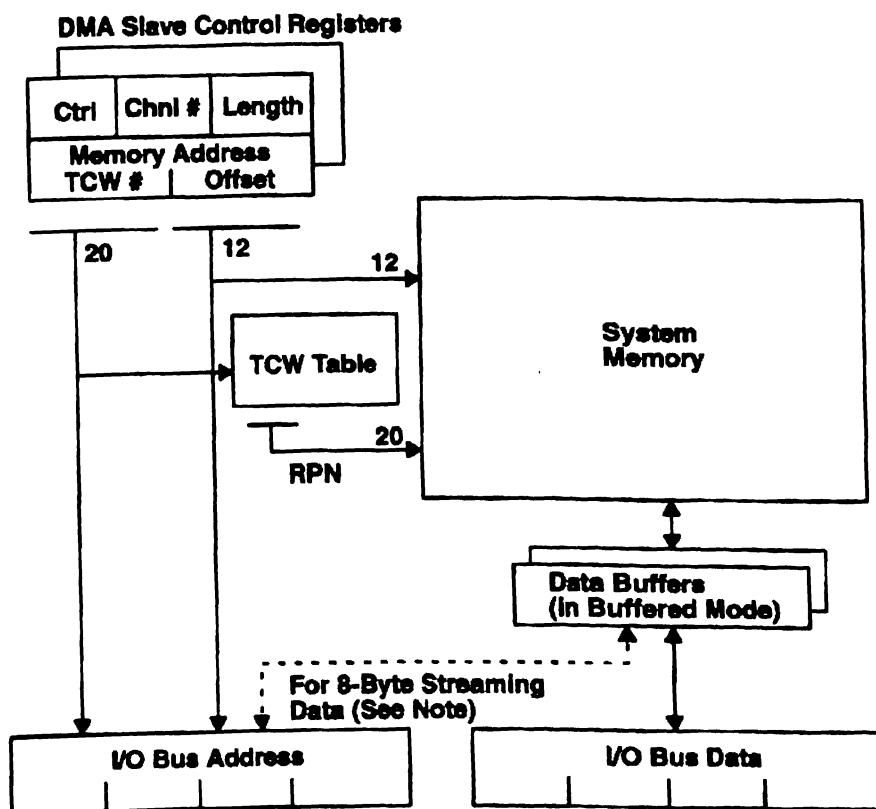 DMA Slave Control Registers
Ctrl
Chnl #
Length
Memory Address
TCW #
Offset
20
12
12
System
Memory
TCW Table
20
RPN
Data Buffers
(in Buffered Mode)
For 8-Byte Streaming
Data (See Note)
I/O Bus Address
I/O Bus Data